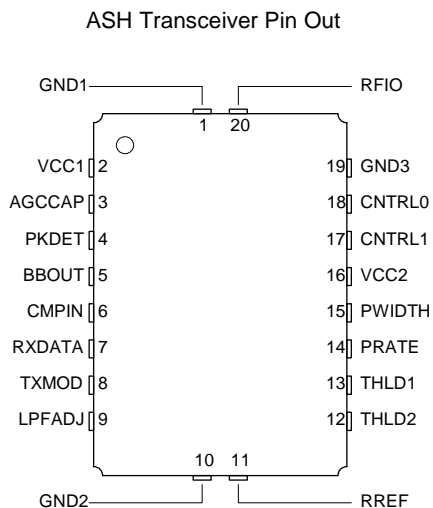 ASH Transceiver Pin Out
GND1 RFIO
1 20
VCC1 2 19 GND3
AGCCAP 3 18 CNTRL0
PKDET 4 17 CNTRL1
BBOUT 5 16 VCC2
CMPIN 6 15 PWIDTH
RXDATA 7 14 PRATE
TXMOD 8 13 THLD1
LPFADJ 9 12 THLD2
10 11
GND2 RREF